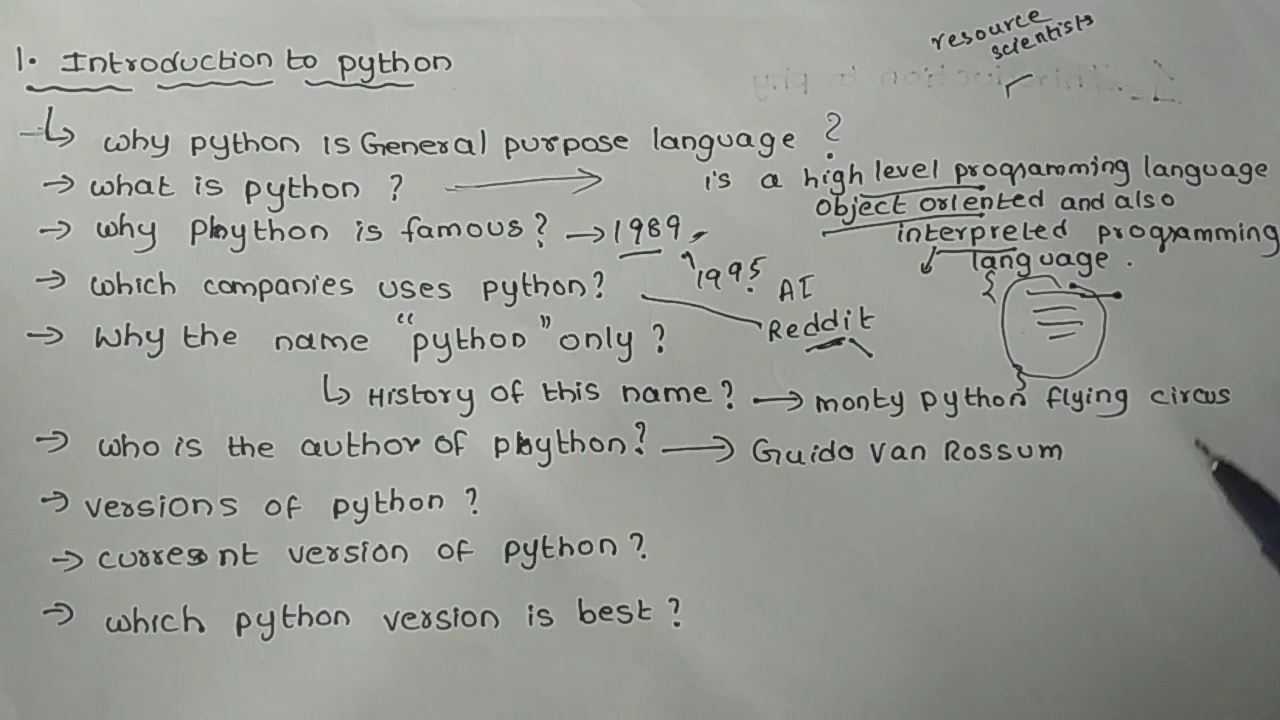 resource
scientists
1. Introduction to python
why python is General purpose language ?
→ what is python ? → is a high level programming language
object oriented and also
→ why Phython is famous? → 1989, interpreted programming
language.
→ which companies uses python? 1995 AI
Reddit
→ why the name "python" only ?
↳ History of this name? → monty python flying circus
→ who is the author of phython? → Guido Van Rossum
→ versions of python ?
→ current version of python?
→ which python version is best ?